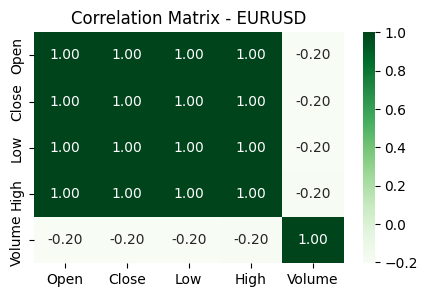 Correlation Matrix - EURUSD
Open 1.00 1.00 1.00 1.00 -0.20
Close 1.00 1.00 1.00 1.00 -0.20
Low 1.00 1.00 1.00 1.00 -0.20
High 1.00 1.00 1.00 1.00 -0.20
Volume -0.20 -0.20 -0.20 -0.20 1.00
Open Close Low High Volume
1.0
0.8
0.6
0.4
0.2
0.0
-0.2